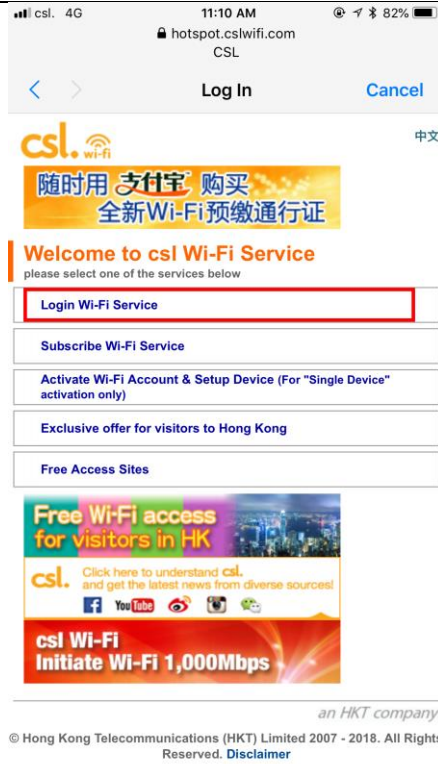 csl. 4G 11:10 AM 82%
hotspot.cslwifi.com
CSL
Log In Cancel
csl. wi-fi
中文
随时用 支付宝 购买
全新Wi-Fi预缴通行证
Welcome to csl Wi-Fi Service
please select one of the services below
Login Wi-Fi Service
Subscribe Wi-Fi Service
Activate Wi-Fi Account & Setup Device (For "Single Device"
activation only)
Exclusive offer for visitors to Hong Kong
Free Access Sites
Free Wi-Fi access
for visitors in HK
csl.
Click here to understand csl.
and get the latest news from diverse sources!
f You Tube
csl Wi-Fi
Initiate Wi-Fi 1,000Mbps
an HKT company
© Hong Kong Telecommunications (HKT) Limited 2007 - 2018. All Rights
Reserved. Disclaimer